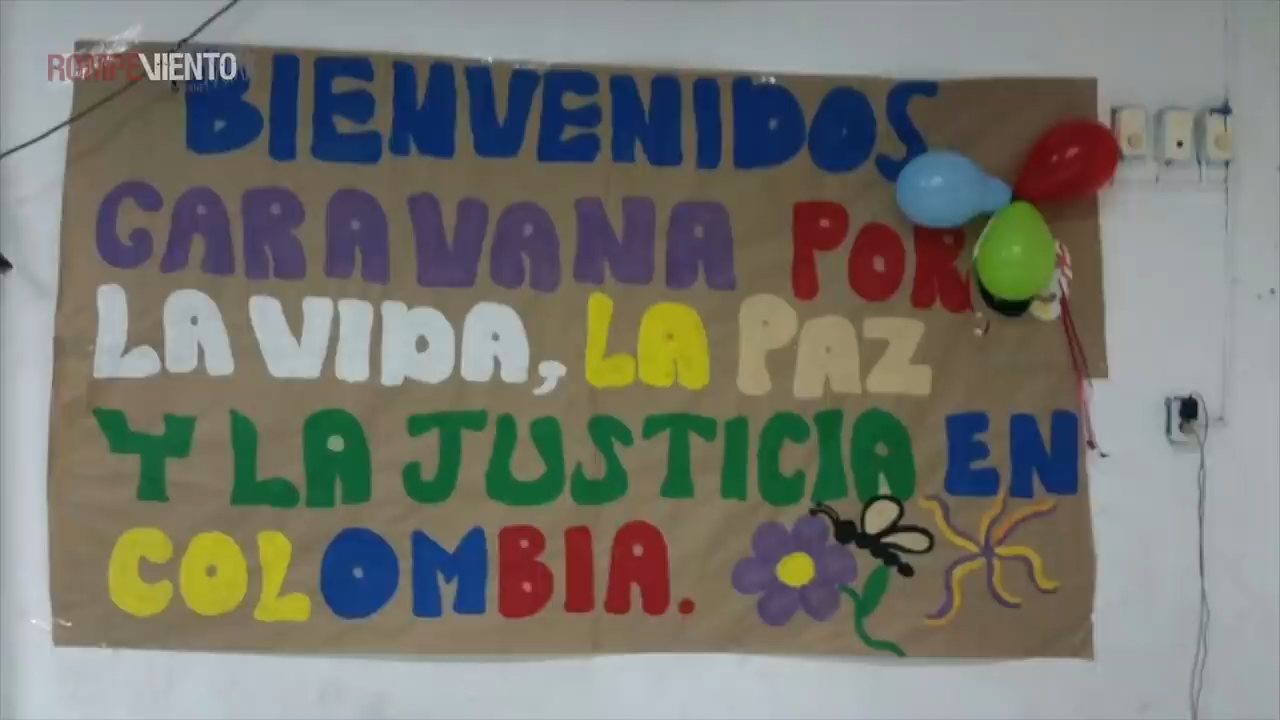 ROMPEVIENTO
BIENVENIDOS
CARAVANA POR
LA VIDA, LA PAZ
Y LA JUSTICIA EN
COLOMBIA.